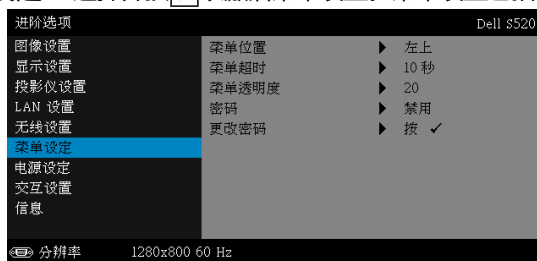 进阶选项 Dell S520
图像设置
显示设置
投影仪设置
LAN 设置
无线设置
菜单设定
电源设定
交互设置
信息
菜单位置 左上
菜单超时 10 秒
菜单透明度 20
密码 禁用
更改密码 按 ✓
分辨率 1280x800 60 Hz